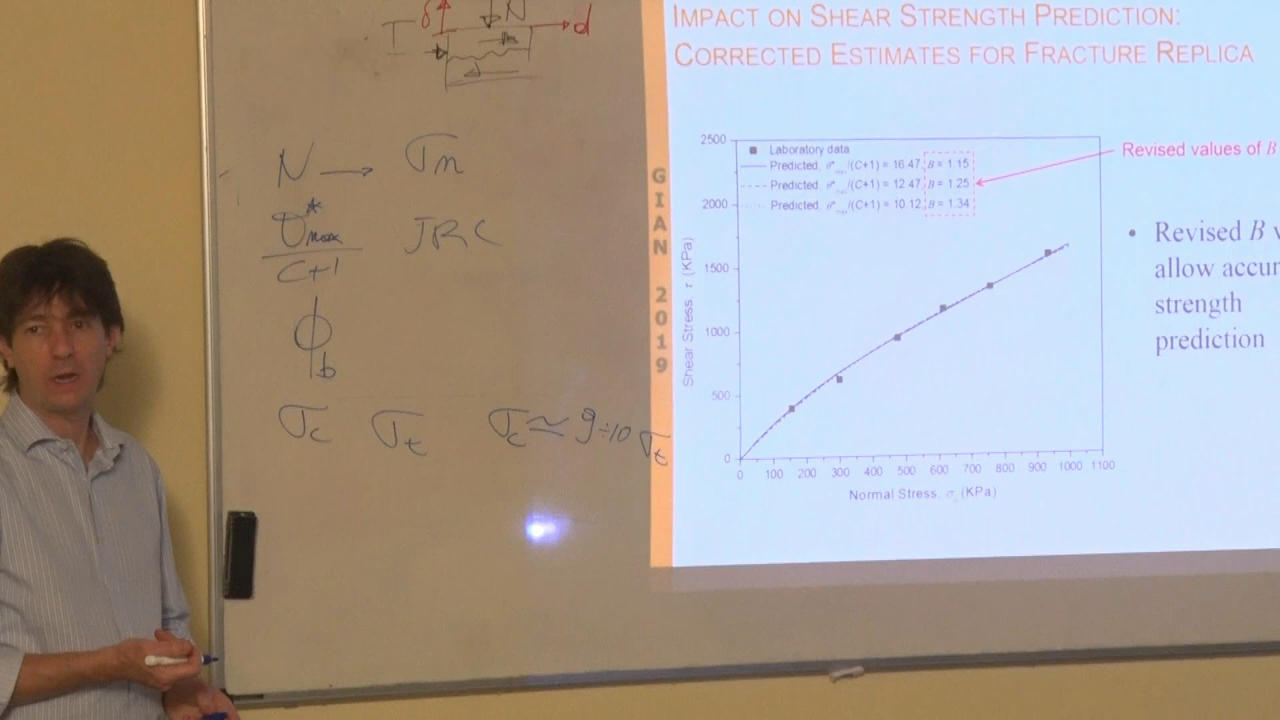 δ N d
I
N → σn
θ*max JRC
C+1
ϕb
σc σt σc ≃ 9÷10 σt
GIAN 2019
IMPACT ON SHEAR STRENGTH PREDICTION:
CORRECTED ESTIMATES FOR FRACTURE REPLICA
2500
2000
1500
1000
500
0
Shear Stress, τ (KPa)
Laboratory data
Predicted, θ*max/(C+1) = 16.47, B = 1.15
Predicted, θ*max/(C+1) = 12.47, B = 1.25
Predicted, θ*max/(C+1) = 10.12, B = 1.34
0 100 200 300 400 500 600 700 800 900 1000 1100
Normal Stress, σn (KPa)
Revised values of B
• Revised B
allow accur
strength
prediction